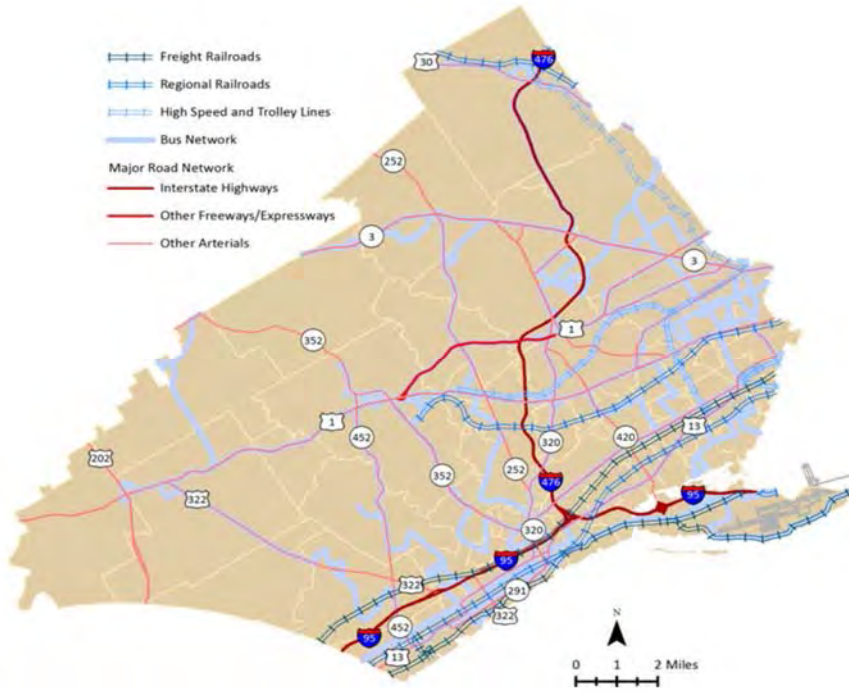 Freight Railroads
Regional Railroads
High Speed and Trolley Lines
Bus Network
Major Road Network
Interstate Highways
Other Freeways/Expressways
Other Arterials
30
476
252
3
3
1
352
1
452
320
420
13
202
352
252
476
322
95
320
95
322
291
322
452
95
13
N
0 1 2 Miles